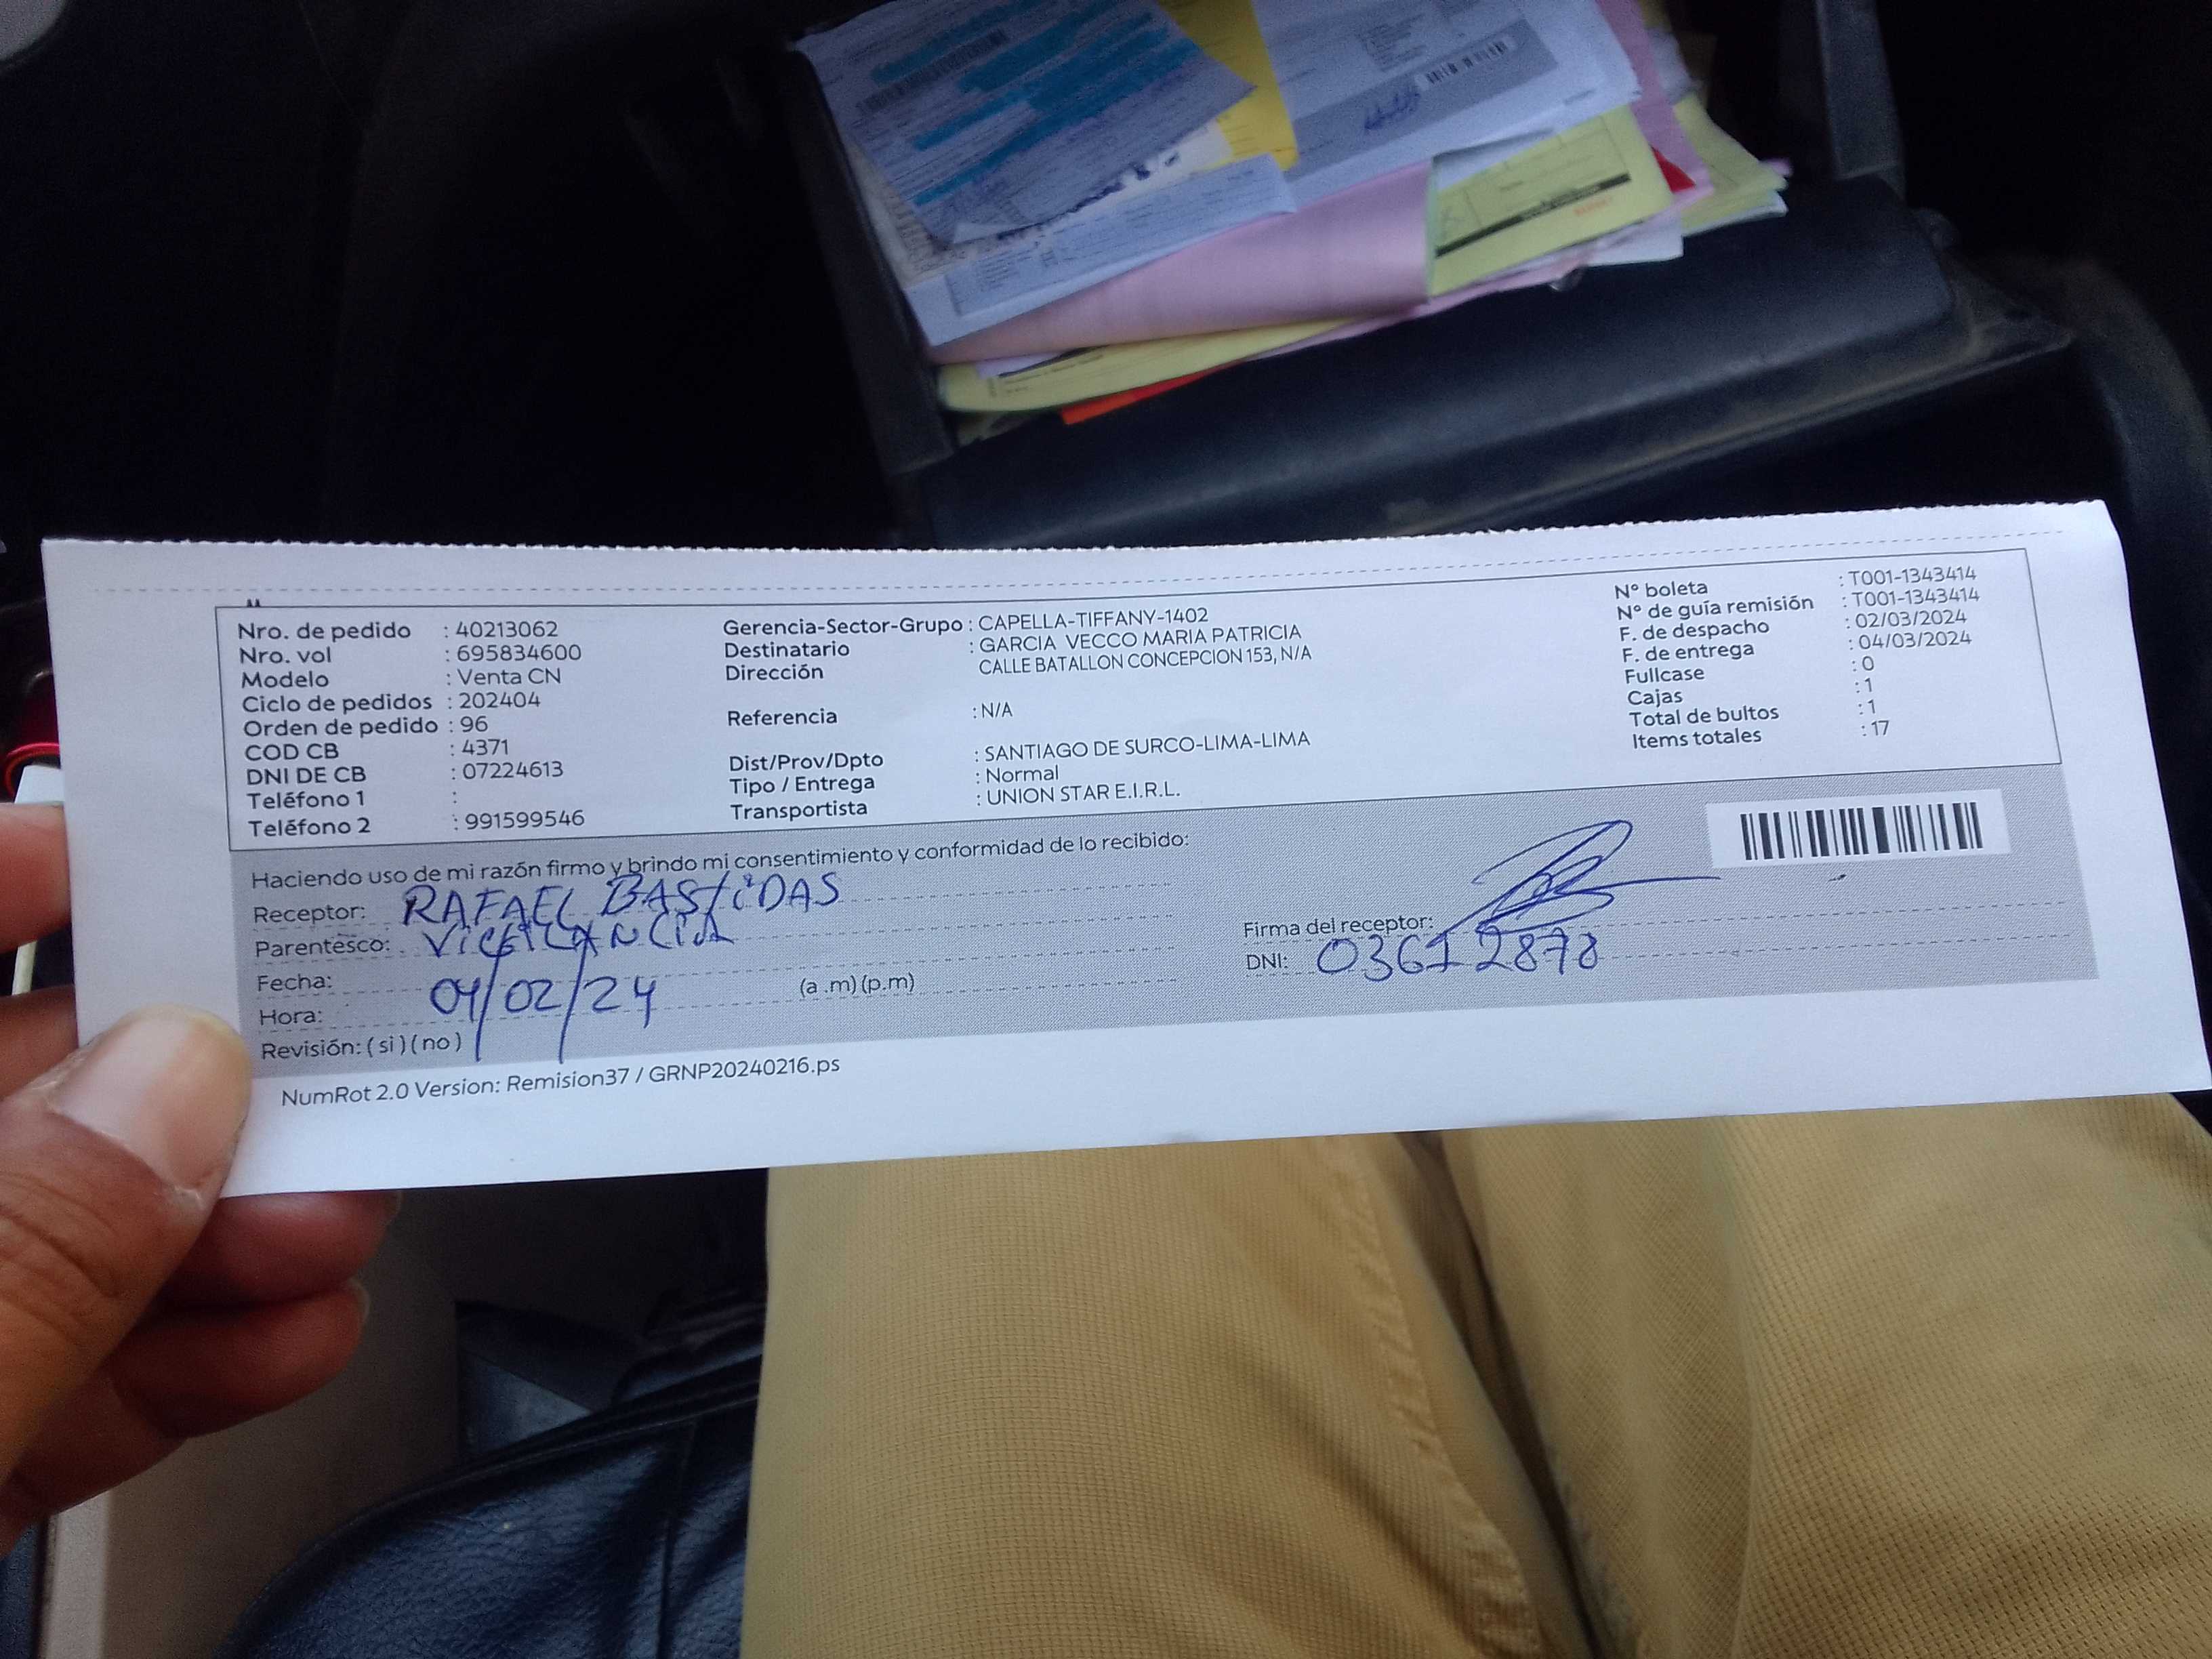 Nro. de pedido : 40213062
Nro. vol : 695834600
Modelo : Venta CN
Ciclo de pedidos : 202404
Orden de pedido : 96
COD CB : 4371
DNI DE CB : 07224613
Teléfono 1 :
Teléfono 2 : 991599546
Gerencia-Sector-Grupo : CAPELLA-TIFFANY-1402
Destinatario : GARCIA VECCO MARIA PATRICIA
Dirección CALLE BATALLON CONCEPCION 153, N/A
Referencia : N/A
Dist/Prov/Dpto : SANTIAGO DE SURCO-LIMA-LIMA
Tipo / Entrega : Normal
Transportista : UNION STAR E.I.R.L.
Nº boleta : T001-1343414
Nº de guía remisión : T001-1343414
F. de despacho : 02/03/2024
F. de entrega : 04/03/2024
Fullcase : 0
Cajas : 1
Total de bultos : 1
Items totales : 17
Haciendo uso de mi razón firmo y brindo mi consentimiento y conformidad de lo recibido:
Receptor: RAFAEL BASTIDAS
Parentesco: ViGiLANCIA
Fecha: 04/02/24
Hora: (a .m) (p.m)
Revisión: ( si ) ( no )
Firma del receptor:
DNI: 03612878
NumRot 2.0 Version: Remision37 / GRNP20240216.ps